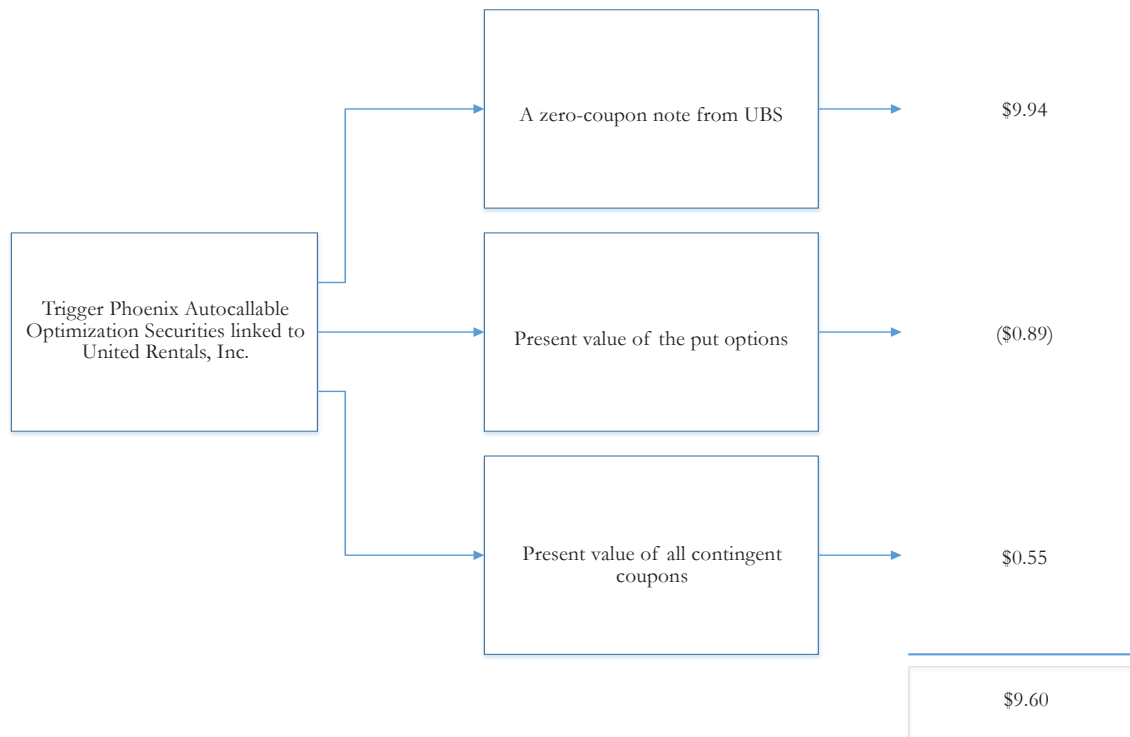 A zero-coupon note from UBS
$9.94
Trigger Phoenix Autocallable
Optimization Securities linked to
United Rentals, Inc.
Present value of the put options
($0.89)
Present value of all contingent
coupons
$0.55
$9.60